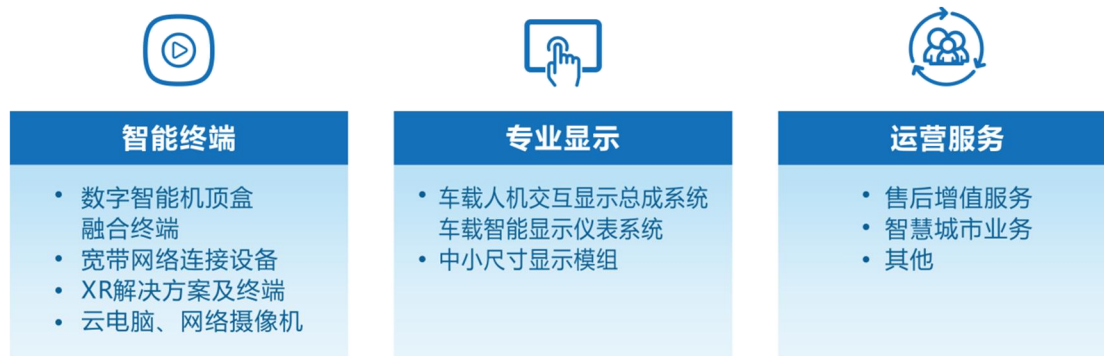 智能终端
• 数字智能机顶盒
融合终端
• 宽带网络连接设备
• XR解决方案及终端
• 云电脑、网络摄像机
专业显示
• 车载人机交互显示总成系统
车载智能显示仪表系统
• 中小尺寸显示模组
运营服务
• 售后增值服务
• 智慧城市业务
• 其他